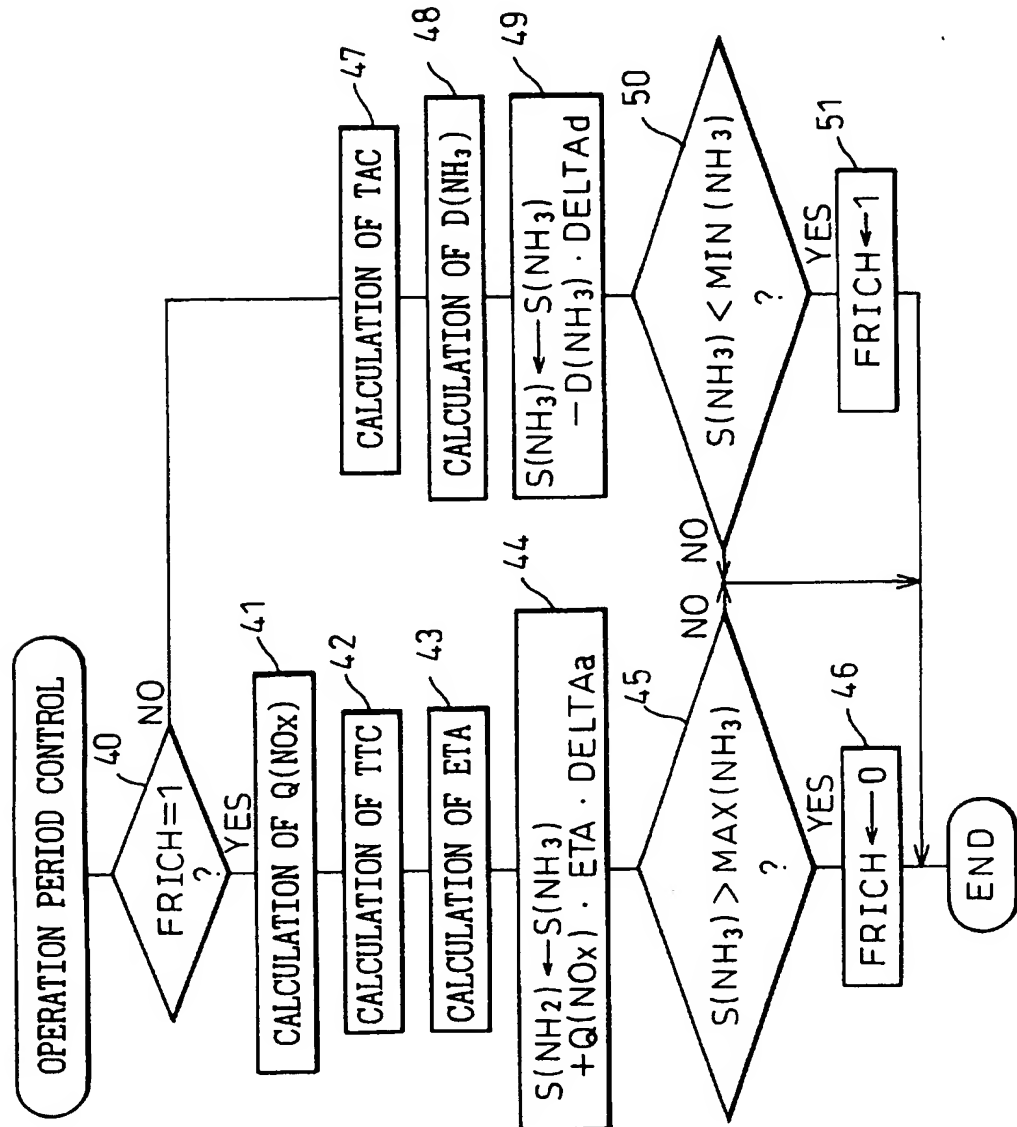 OPERATION PERIOD CONTROL
40
FRICH=1
?
NO
YES
41
CALCULATION OF Q(NOx)
42
CALCULATION OF TTC
43
CALCULATION OF ETA
44
S(NH2)←S(NH3)
+Q(NOx) · ETA · DELTAa
45
S(NH3)>MAX(NH3)
?
NO
YES
46
FRICH←0
47
CALCULATION OF TAC
48
CALCULATION OF D(NH3)
49
S(NH3)←S(NH3)
−D(NH3) · DELTAd
50
S(NH3)<MIN(NH3)
?
NO
YES
51
FRICH←1
END